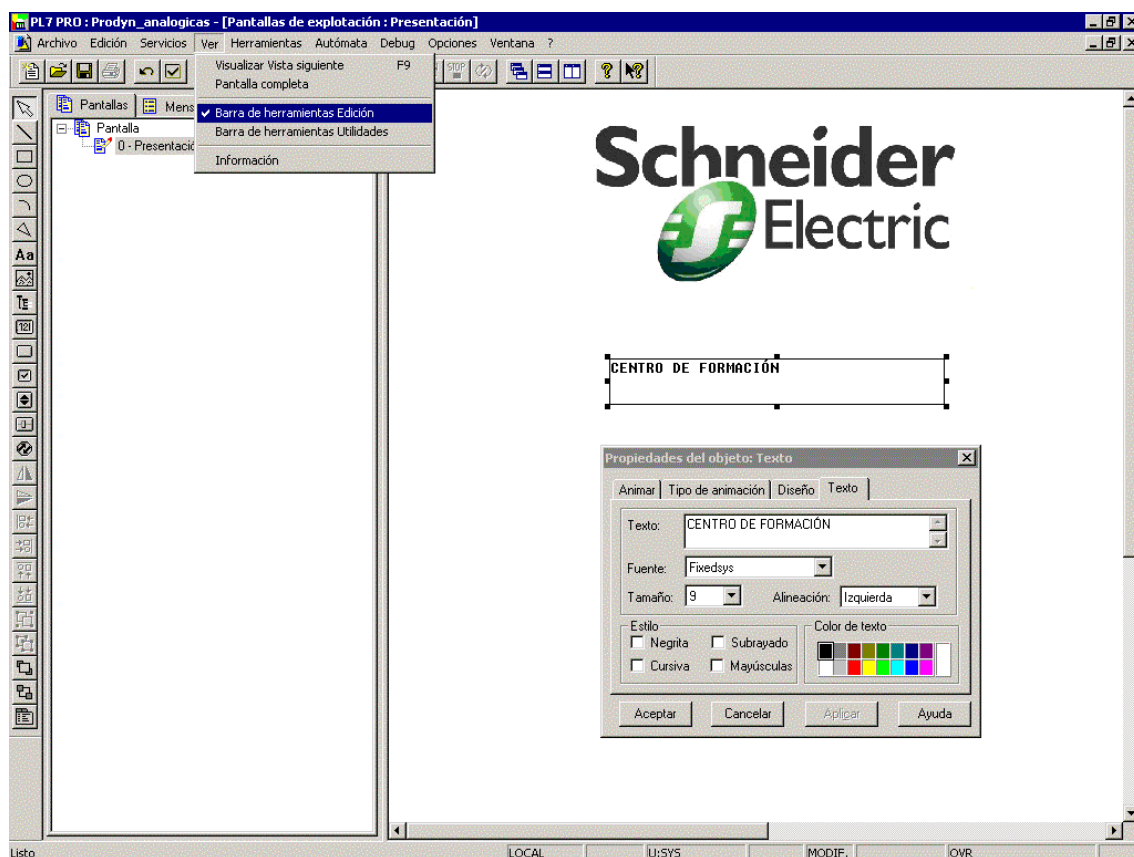 PL7 PRO : Prodyn_analogicas - [Pantallas de explotación : Presentación]
Archivo Edición Servicios Ver Herramientas Autómata Debug Opciones Ventana ?
Visualizar Vista siguiente F9
Pantalla completa
Barra de herramientas Edición
Barra de herramientas Utilidades
Información
STOP
Pantallas Mens
Pantalla
0 - Presentació
Aa
Schneider
Electric
CENTRO DE FORMACIÓN
Propiedades del objeto: Texto
Animar Tipo de animación Diseño Texto
Texto: CENTRO DE FORMACIÓN
Fuente: Fixedsys
Tamaño: 9 Alineación: Izquierda
Estilo Color de texto
Negrita Subrayado
Cursiva Mayúsculas
Aceptar Cancelar Aplicar Ayuda
Listo LOCAL U:SYS MODIF. OVR